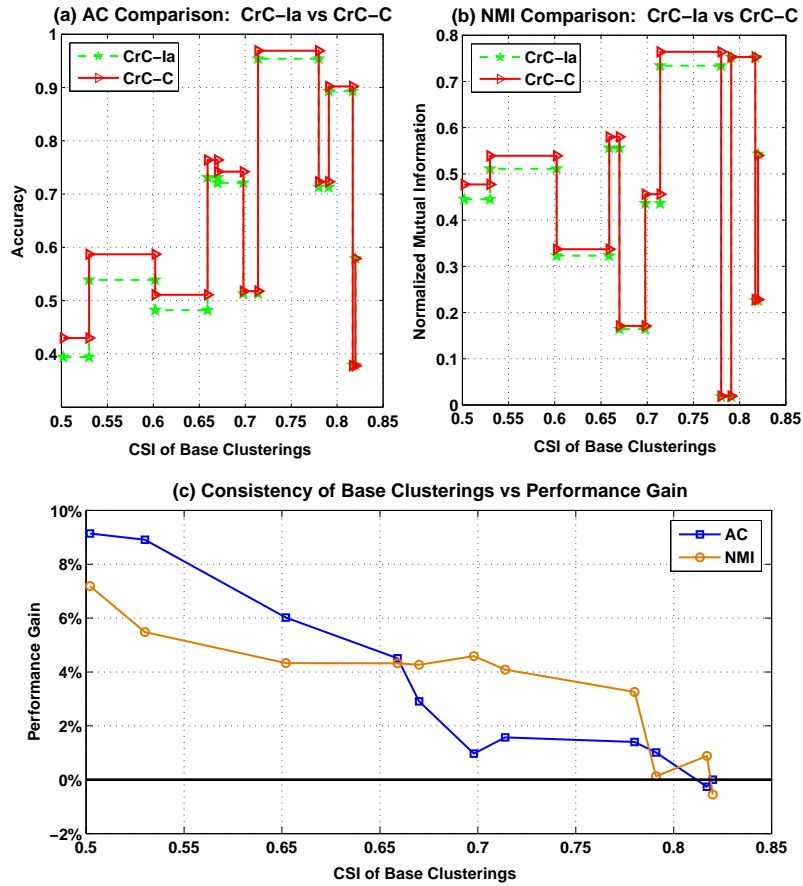 (a) AC Comparison: CrC−Ia vs CrC−C
CrC−Ia
CrC−C
1
0.9
0.8
0.7
0.6
0.5
0.4
Accuracy
0.5 0.55 0.6 0.65 0.7 0.75 0.8 0.85
CSI of Base Clusterings
(b) NMI Comparison: CrC−Ia vs CrC−C
CrC−Ia
CrC−C
0.8
0.7
0.6
0.5
0.4
0.3
0.2
0.1
0
Normalized Mutual Information
0.5 0.55 0.6 0.65 0.7 0.75 0.8 0.85
CSI of Base Clusterings
(c) Consistency of Base Clusterings vs Performance Gain
AC
NMI
10%
8%
6%
4%
2%
0%
−2%
Performance Gain
0.5 0.55 0.65 0.65 0.7 0.75 0.8 0.85
CSI of Base Clusterings